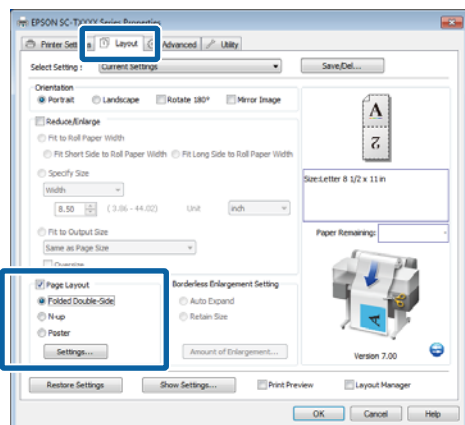 EPSON SC-TXXXX Series Properties
Printer Settings Layout Advanced Utility
Select Setting : Current Settings Save/Del...
Orientation
Portrait Landscape Rotate 180° Mirror Image
Reduce/Enlarge
Fit to Roll Paper Width
Fit Short Side to Roll Paper Width Fit Long Side to Roll Paper Width
Specify Size
Width
8.50 ( 3.86 - 44.02) Unit inch
Fit to Output Size
Same as Page Size
Oversize
A
2
Size:Letter 8 1/2 x 11 in
Paper Remaining:
Page Layout Borderless Enlargement Setting
Folded Double-Side Auto Expand
N-up Retain Size
Poster
Settings... Amount of Enlargement...
A
Version 7.00
Restore Settings Show Settings... Print Preview Layout Manager
OK Cancel Help